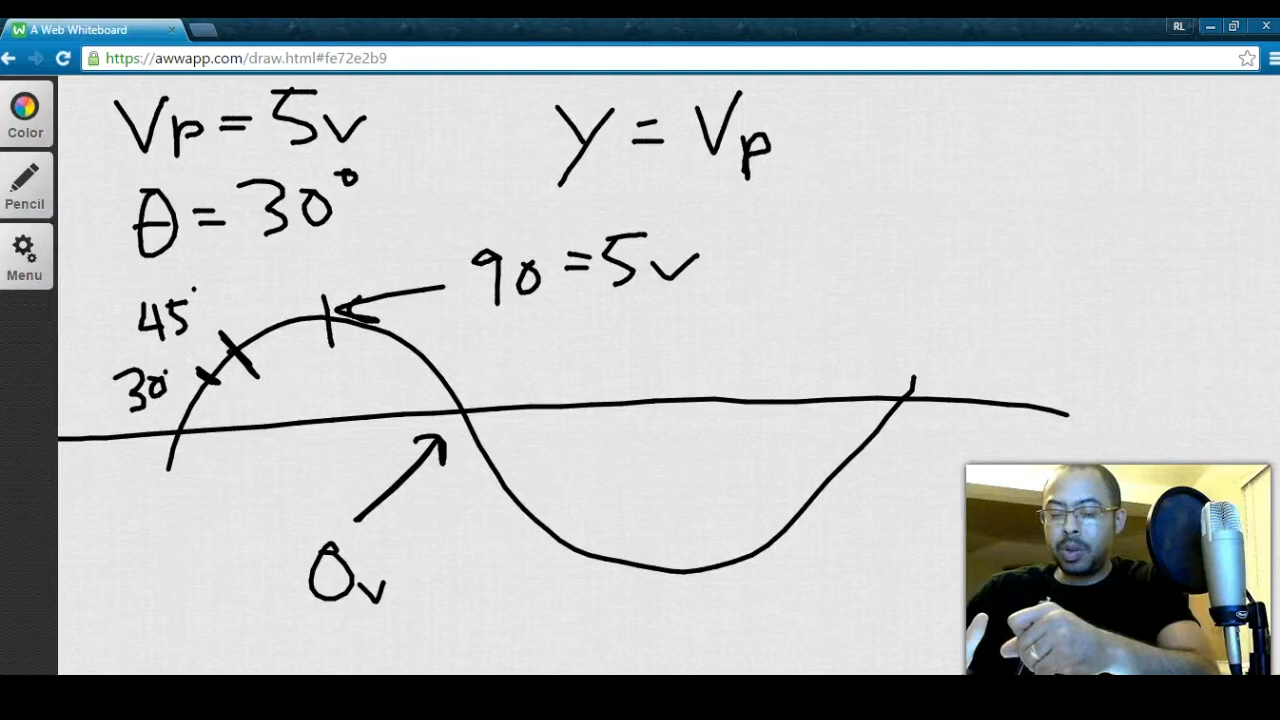 A Web Whiteboard
RL
https://awwapp.com/draw.html#fe72e2b9
Color
Pencil
Menu
Vp = 5v
y = Vp
θ = 30°
90 = 5v
45°
30°
0v